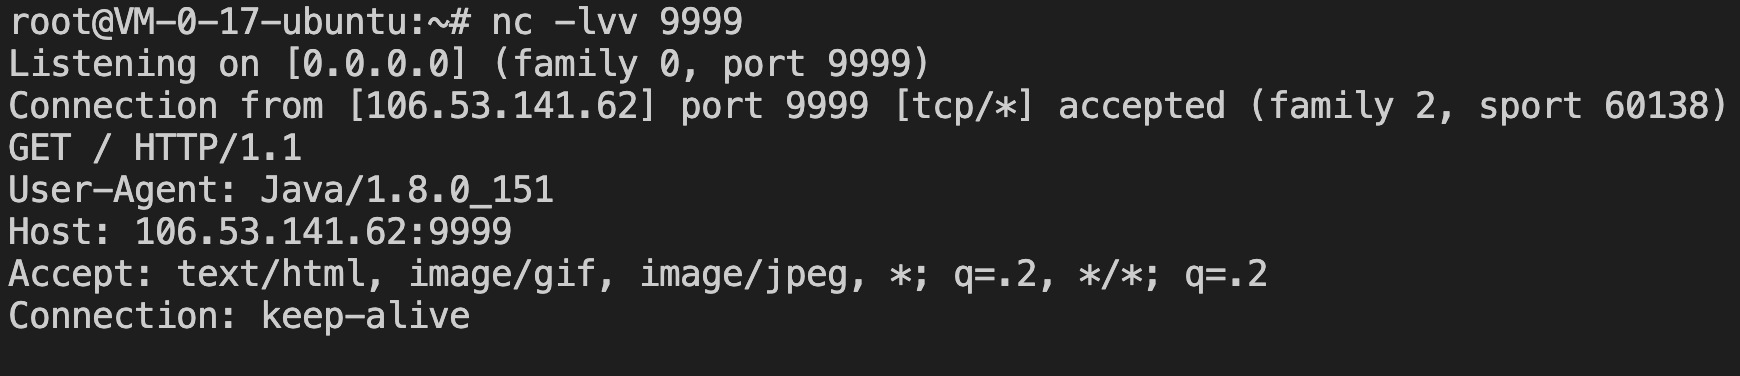 root@VM-0-17-ubuntu:~# nc -lvv 9999
Listening on [0.0.0.0] (family 0, port 9999)
Connection from [106.53.141.62] port 9999 [tcp/*] accepted (family 2, sport 60138)
GET / HTTP/1.1
User-Agent: Java/1.8.0_151
Host: 106.53.141.62:9999
Accept: text/html, image/gif, image/jpeg, *; q=.2, */*; q=.2
Connection: keep-alive